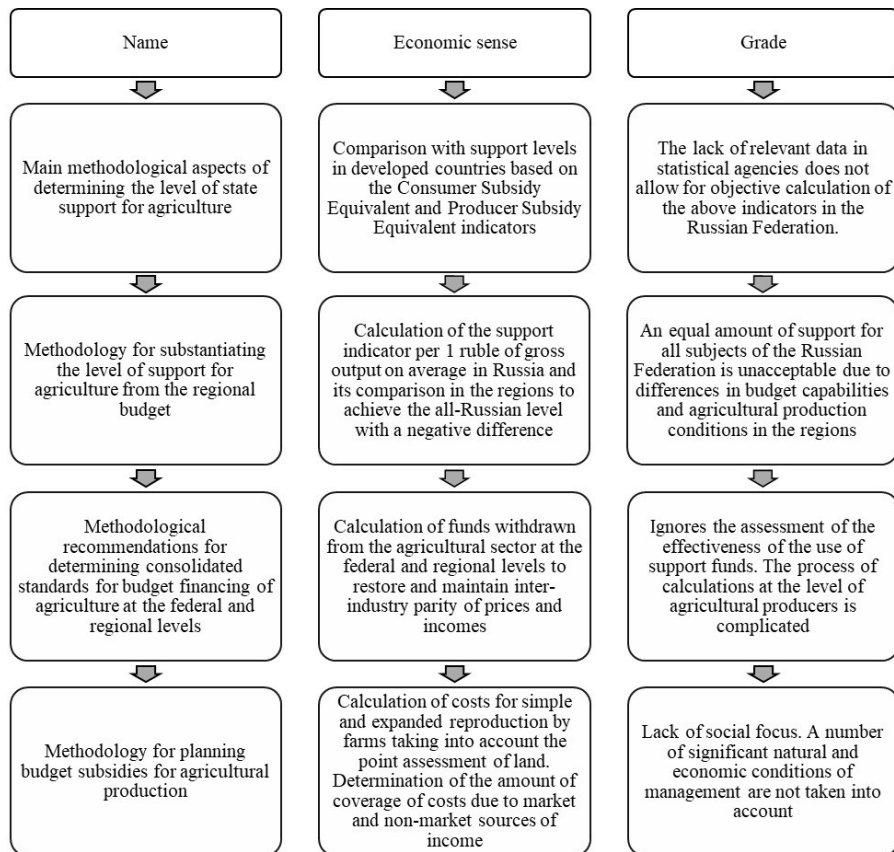 Name
Economic sense
Grade
Main methodological aspects of
determining the level of state
support for agriculture
Comparison with support levels
in developed countries based on
the Consumer Subsidy
Equivalent and Producer Subsidy
Equivalent indicators
The lack of relevant data in
statistical agencies does not
allow for objective calculation of
the above indicators in the
Russian Federation.
Methodology for substantiating
the level of support for
agriculture from the regional
budget
Calculation of the support
indicator per 1 ruble of gross
output on average in Russia and
its comparison in the regions to
achieve the all-Russian level
with a negative difference
An equal amount of support for
all subjects of the Russian
Federation is unacceptable due to
differences in budget capabilities
and agricultural production
conditions in the regions
Methodological
recommendations for
determining consolidated
standards for budget financing of
agriculture at the federal and
regional levels
Calculation of funds withdrawn
from the agricultural sector at the
federal and regional levels to
restore and maintain inter-
industry parity of prices and
incomes
Ignores the assessment of the
effectiveness of the use of
support funds. The process of
calculations at the level of
agricultural producers is
complicated
Methodology for planning
budget subsidies for agricultural
production
Calculation of costs for simple
and expanded reproduction by
farms taking into account the
point assessment of land.
Determination of the amount of
coverage of costs due to market
and non-market sources of
income
Lack of social focus. A number
of significant natural and
economic conditions of
management are not taken into
account